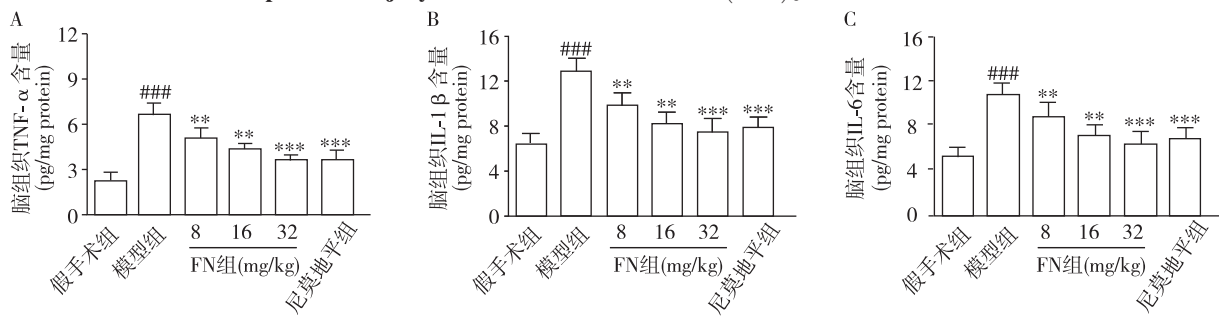 A
脑组织TNF-α 含量
(pg/mg protein)
12
9
6
3
0
###
**
**
***
***
假手术组
模型组
8
16
32
FN组(mg/kg)
尼莫地平组
B
脑组织IL-1β 含量
(pg/mg protein)
16
12
8
4
0
###
**
**
***
***
假手术组
模型组
8
16
32
FN组(mg/kg)
尼莫地平组
C
脑组织IL-6含量
(pg/mg protein)
16
12
8
4
0
###
**
**
***
***
假手术组
模型组
8
16
32
FN组(mg/kg)
尼莫地平组